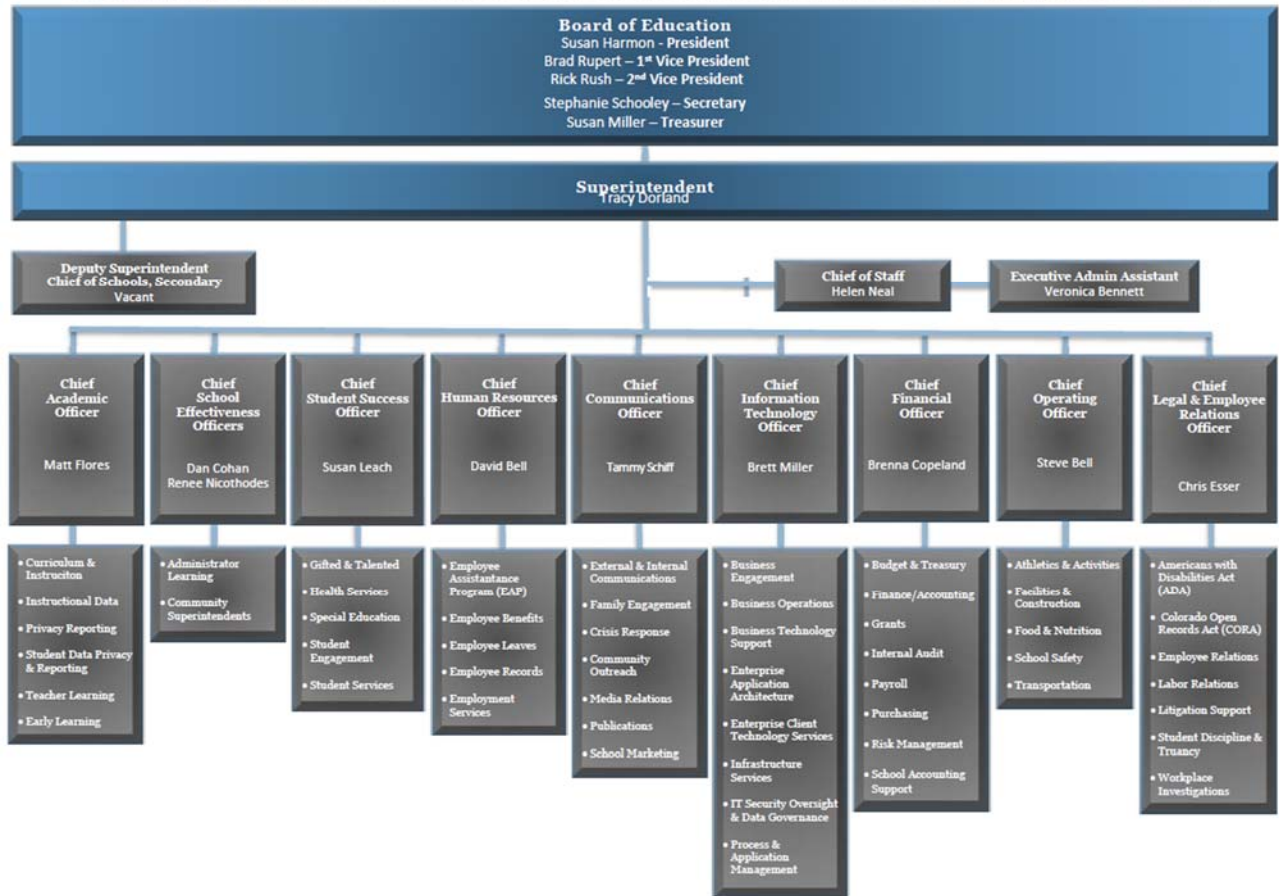 Board of Education
Susan Harmon - President
Brad Rupert – 1st Vice President
Rick Rush – 2nd Vice President
Stephanie Schooley – Secretary
Susan Miller – Treasurer
Superintendent
Tracy Dorland
Deputy Superintendent
Chief of Schools, Secondary
Vacant
Chief of Staff
Helen Neal
Executive Admin Assistant
Veronica Bennett
Chief
Academic
Officer
Matt Flores
Chief
School
Effectiveness
Officers
Dan Cohan
Renee Nicothodes
Chief
Student Success
Officer
Susan Leach
Chief
Human Resources
Officer
David Bell
Chief
Communications
Officer
Tammy Schiff
Chief
Information
Technology
Officer
Brett Miller
Chief
Financial
Officer
Brenna Copeland
Chief
Operating
Officer
Steve Bell
Chief
Legal & Employee
Relations
Officer
Chris Esser
• Curriculum &
Instruciton
• Instructional Data
• Privacy Reporting
• Student Data Privacy
& Reporting
• Teacher Learning
• Early Learning
• Administrator
Learning
• Community
Superintendents
• Gifted & Talented
• Health Services
• Special Education
• Student
Engagement
• Student Services
• Employee
Assistantance
Program (EAP)
• Employee Benefits
• Employee Leaves
• Employee Records
• Employment
Services
• External & Internal
Communications
• Family Engagement
• Crisis Response
• Community
Outreach
• Media Relations
• Publications
• School Marketing
• Business
Engagement
• Business Operations
• Business Technology
Support
• Enterprise
Application
Architecture
• Enterprise Client
Technology Services
• Infrastructure
Services
• IT Security Oversight
& Data Governance
• Process &
Application
Management
• Budget & Treasury
• Finance/Accounting
• Grants
• Internal Audit
• Payroll
• Purchasing
• Risk Management
• School Accounting
Support
• Athletics & Activities
• Facilities &
Construction
• Food & Nutrition
• School Safety
• Transportation
• Americans with
Disabilities Act
(ADA)
• Colorado Open
Records Act (CORA)
• Employee Relations
• Labor Relations
• Litigation Support
• Student Discipline &
Truancy
• Workplace
Investigations